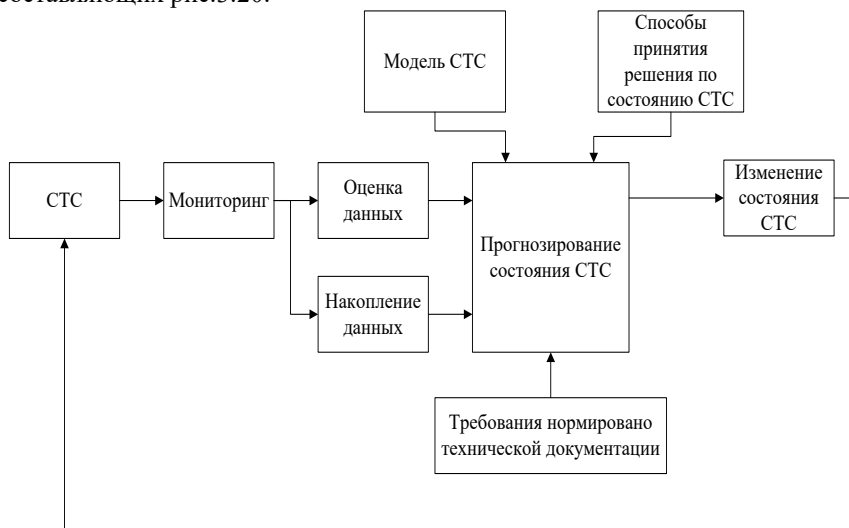 составляющих рис.3.20.
Модель СТС
Способы
принятия
решения по
состоянию СТС
СТС
Мониторинг
Оценка
данных
Накопление
данных
Прогнозирование
состояния СТС
Изменение
состояния
СТС
Требования нормировано
технической документации